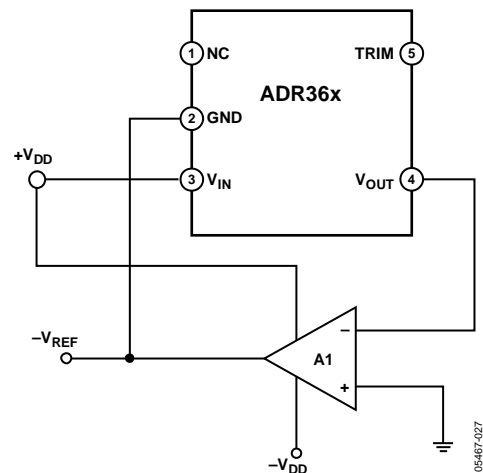 1 NC
TRIM 5
ADR36x
2 GND
+VDD
3 VIN
VOUT 4
−VREF
−
A1
+
−VDD
05467-027